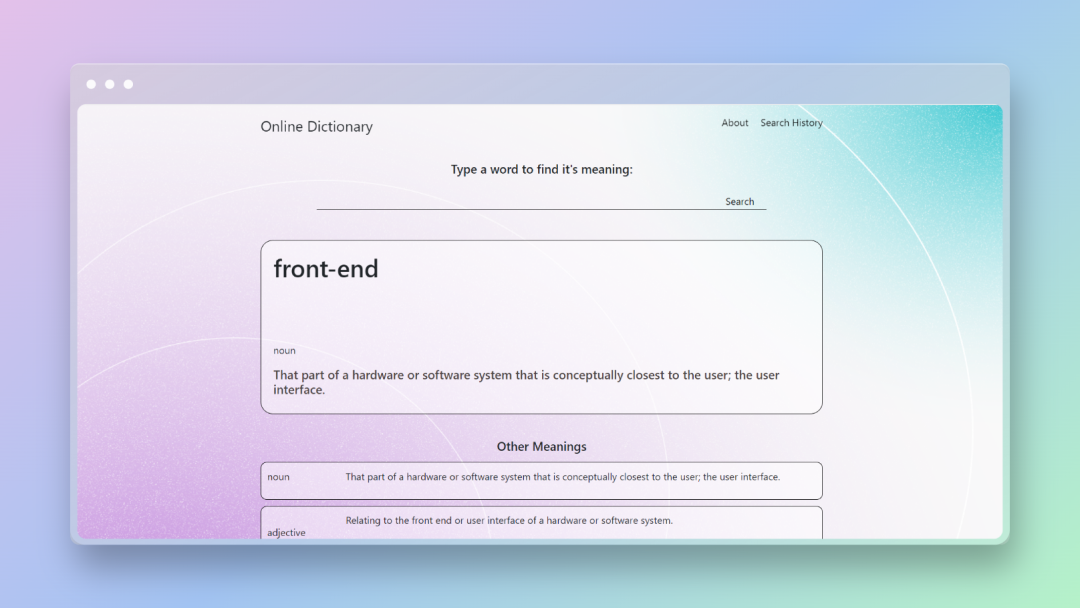 Online Dictionary
About Search History
Type a word to find it's meaning:
Search
front-end
noun
That part of a hardware or software system that is conceptually closest to the user; the user
interface.
Other Meanings
noun That part of a hardware or software system that is conceptually closest to the user; the user interface.
Relating to the front end or user interface of a hardware or software system.
adjective